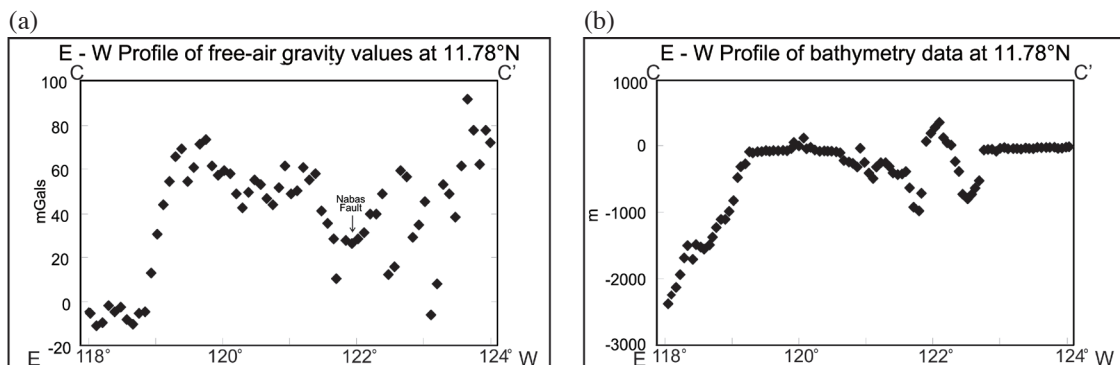 (a)
E - W Profile of free-air gravity values at 11.78°N
C C'
100
80
60
40
20
0
-20
mGals
Nabas
Fault
E 118° 120° 122° 124° W
(b)
E - W Profile of bathymetry data at 11.78°N
C C'
1000
0
-1000
-2000
-3000
m
E 118° 120° 122° 124° W